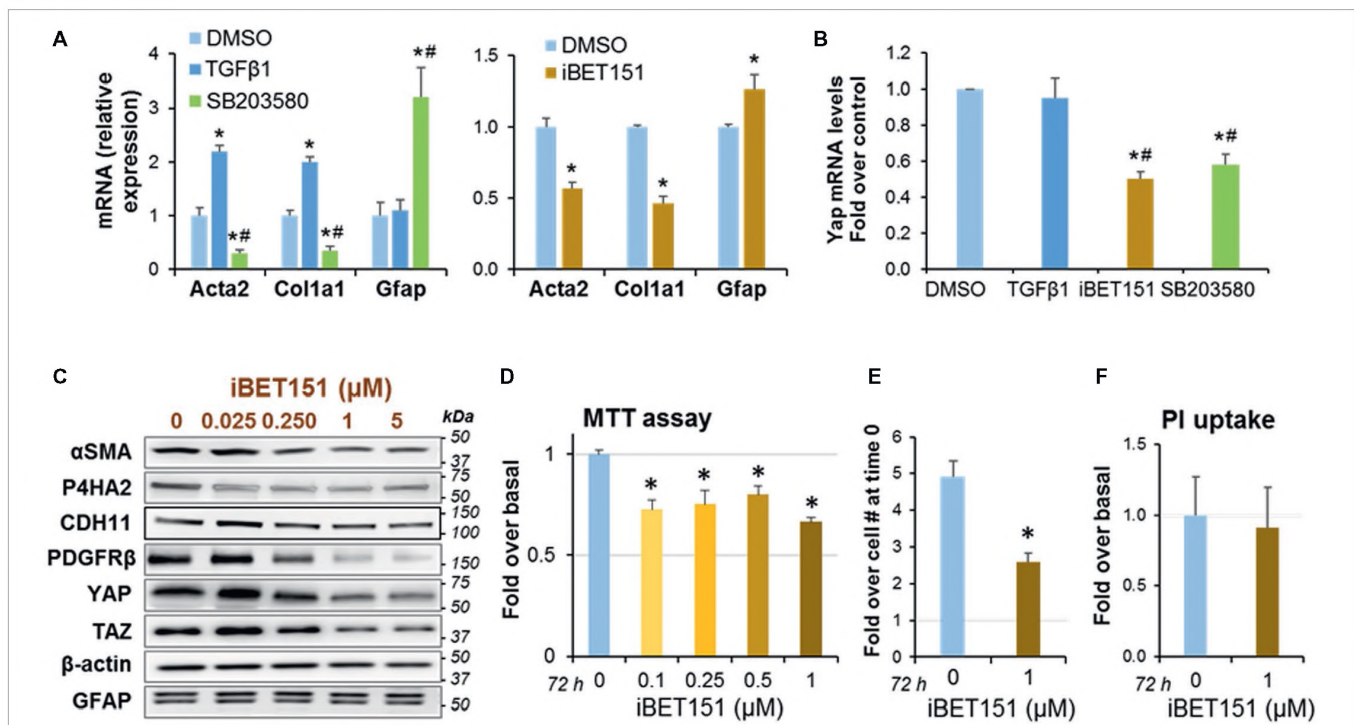 A
DMSO
TGFβ1
SB203580
mRNA (relative
expression)
4
3
2
1
0
*
*#
*
*#
*#
Acta2 Col1a1 Gfap
DMSO
iBET151
1.5
1.0
0.5
0.0
*
*
*
Acta2 Col1a1 Gfap
B
Yap mRNA levels
Fold over control
1.2
1.0
0.8
0.6
0.4
0.2
0.0
*#
*#
DMSO TGFβ1 iBET151 SB203580
C
iBET151 (µM)
0 0.025 0.250 1 5 kDa
αSMA 50
37
P4HA2 75
50
CDH11 150
100
PDGFRβ 150
YAP 75
50
TAZ 37
β-actin 50
37
GFAP 50
D
MTT assay
Fold over basal
1
0.5
0
*
*
*
*
72 h 0 0.1 0.25 0.5 1
iBET151 (µM)
E
Fold over cell # at time 0
6
5
4
3
2
1
0
*
72 h 0 1
iBET151 (µM)
F
PI uptake
Fold over basal
1.5
1.0
0.5
0.0
72 h 0 1
iBET151 (µM)